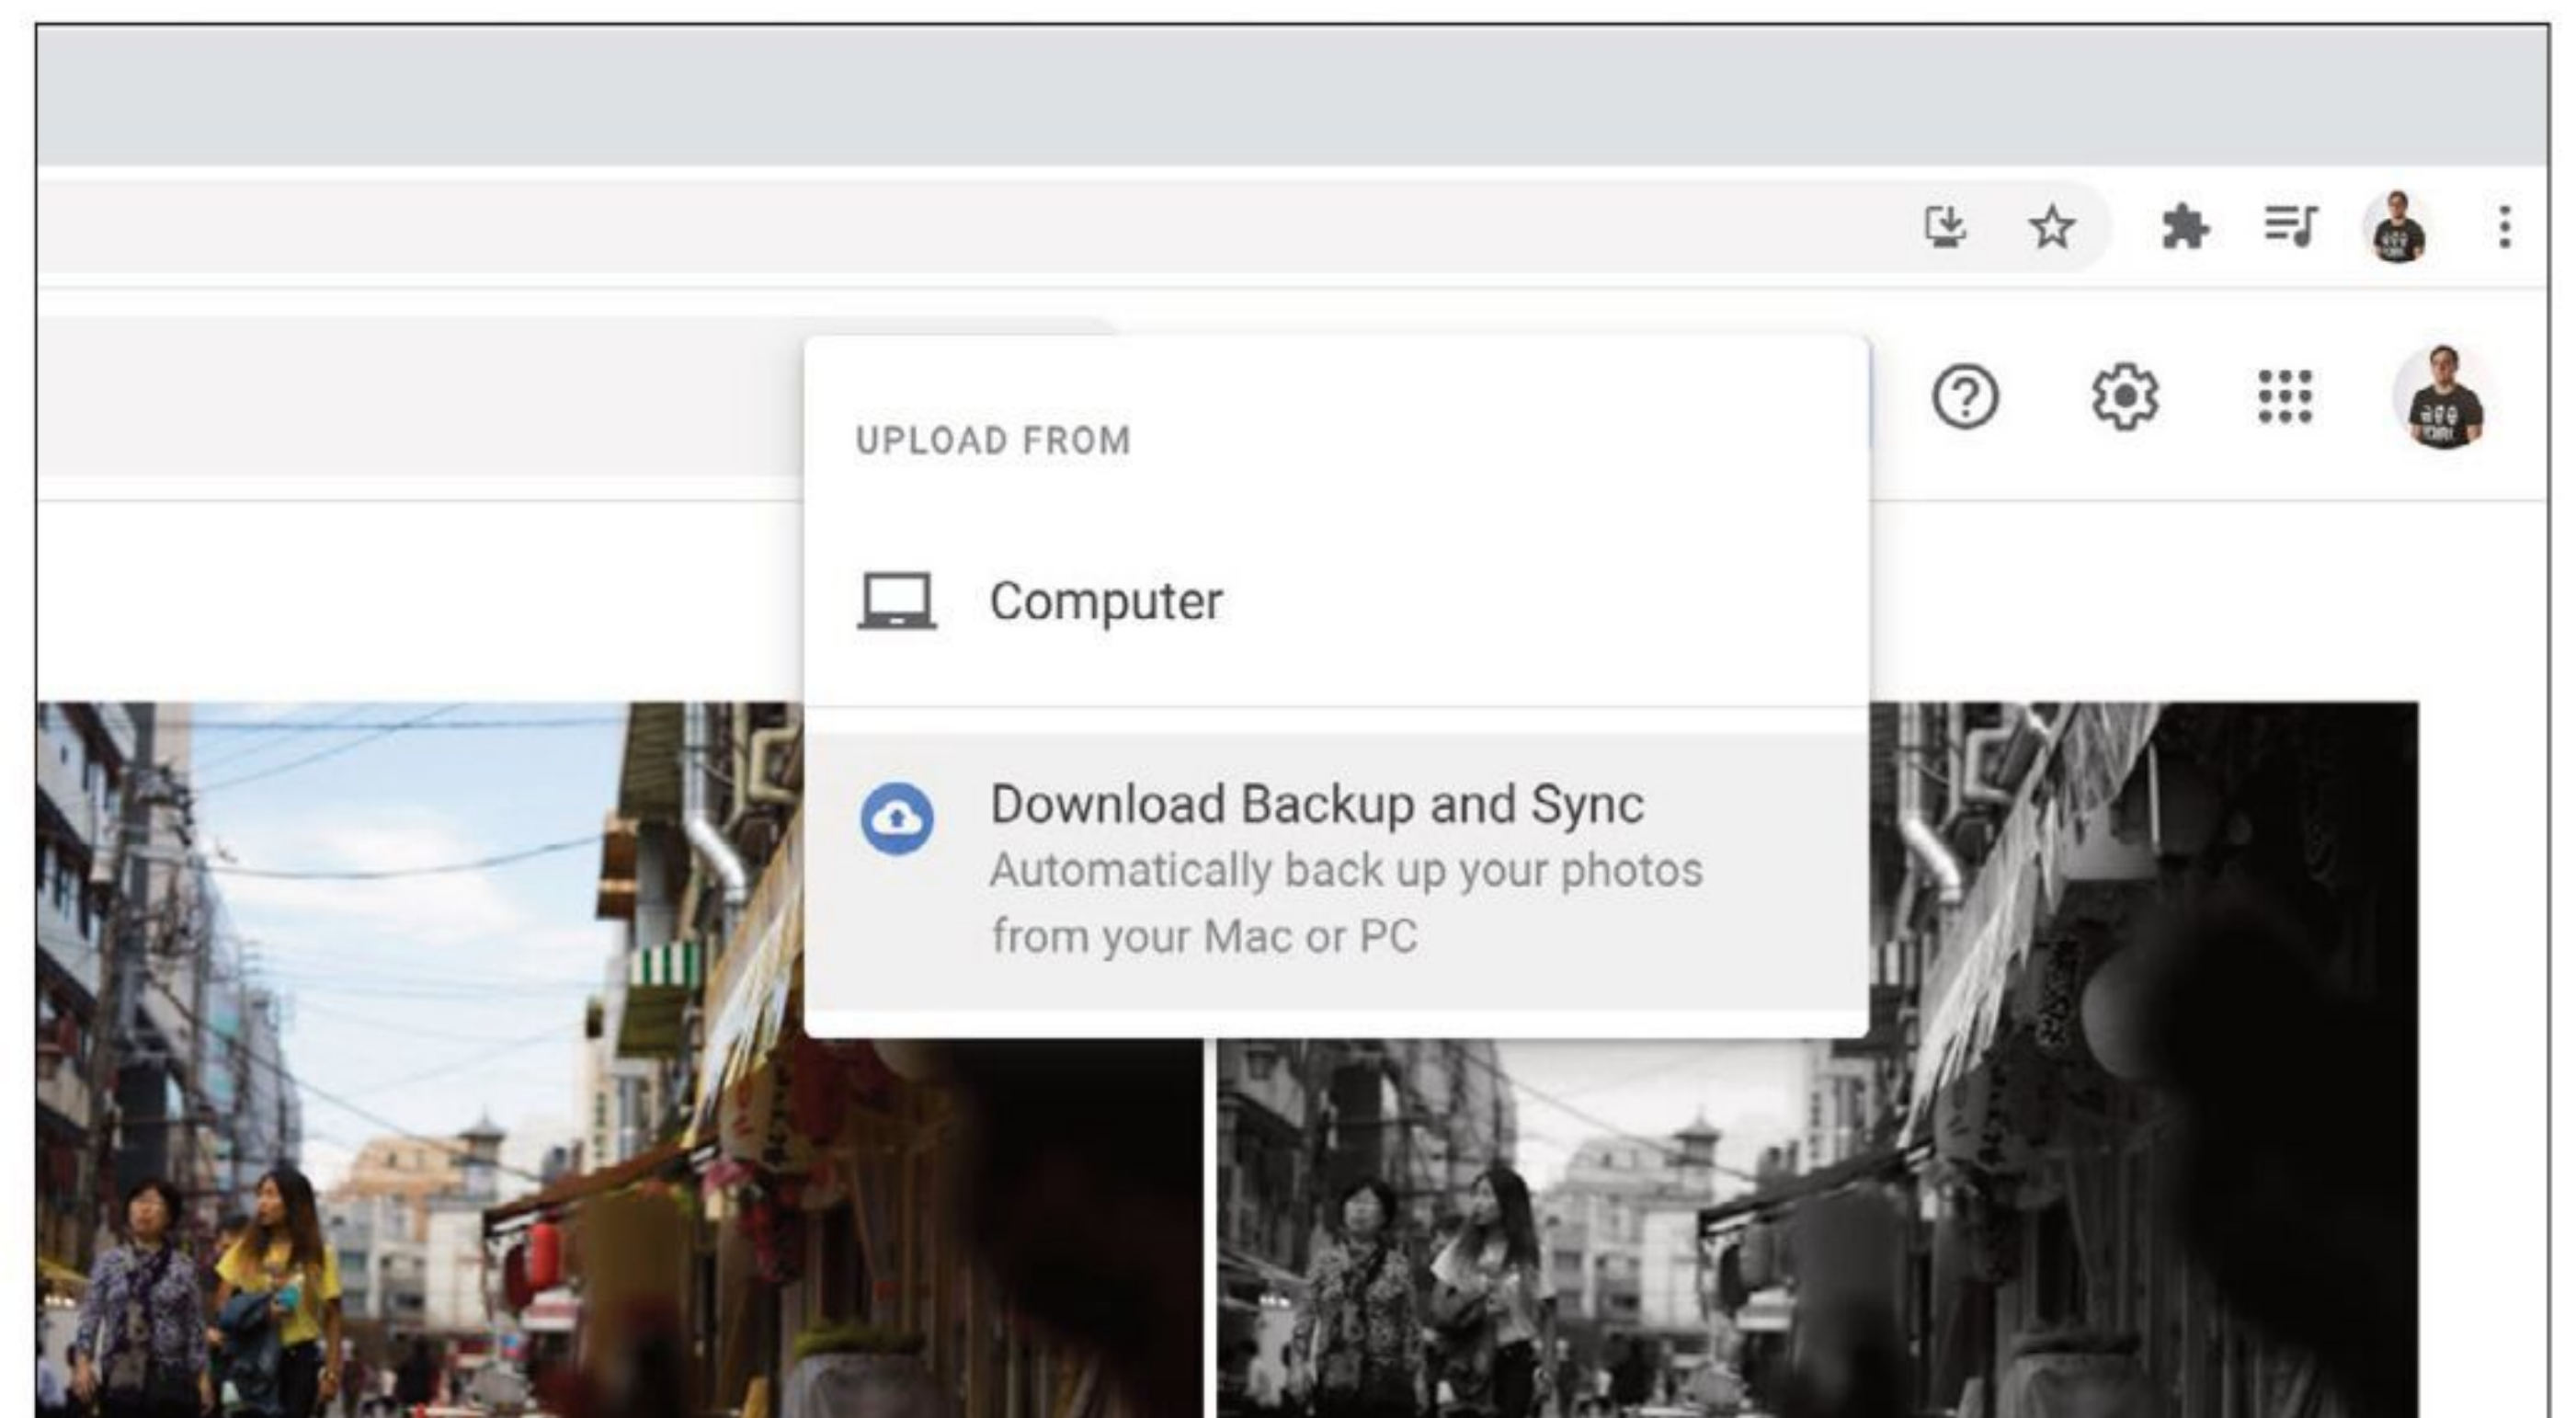 UPLOAD FROM
Computer
Download Backup and Sync
Automatically back up your photos
from your Mac or PC